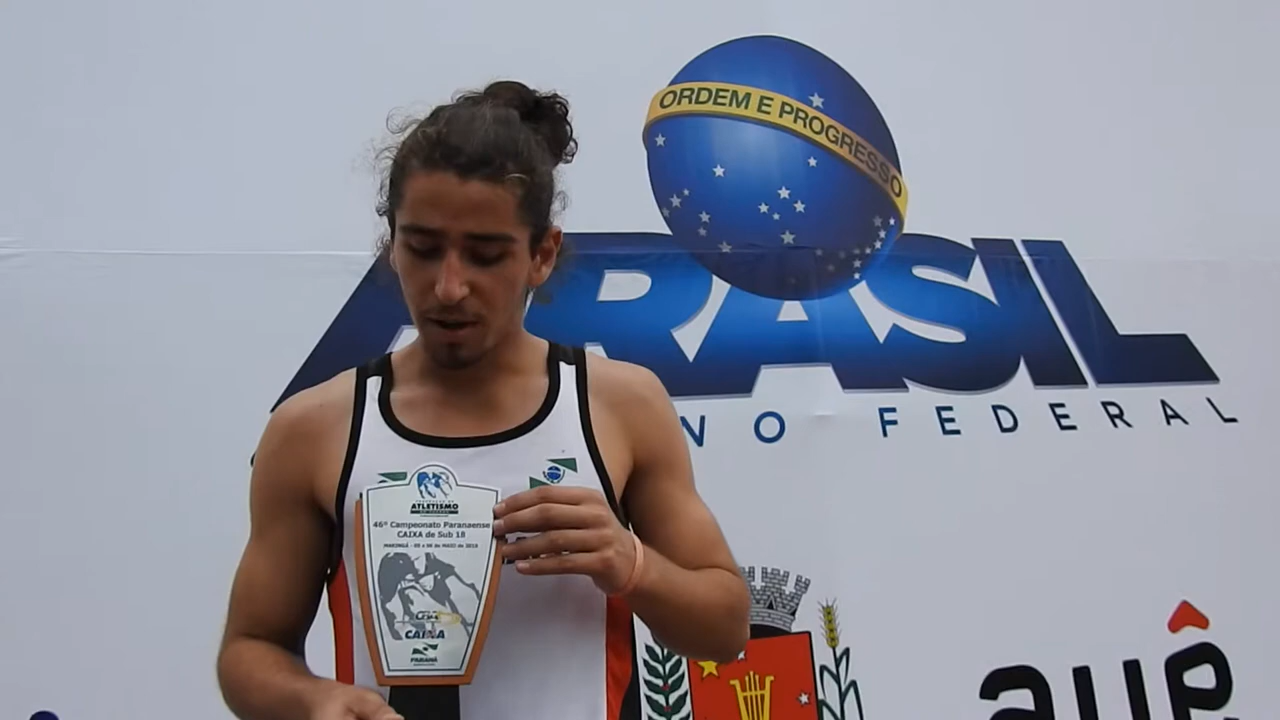 ORDEM E PROGRESSO
BRASIL
NO FEDERAL
ATLETISMO
46º Campeonato Paranaense
CAIXA de Sub 18
CAIXA
PARANÁ
auê